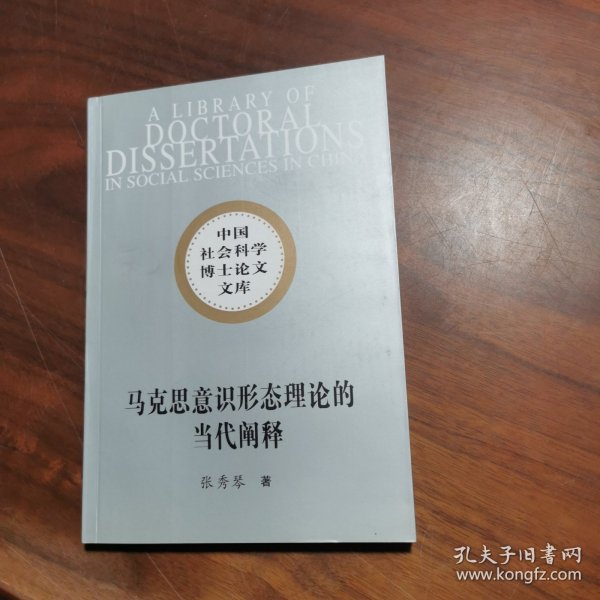 A LIBRARY OF
DOCTORAL
DISSERTATIONS
IN SOCIAL SCIENCES IN CHINA
中国
社会科学
博士论文
文库
马克思意识形态理论的
当代阐释
张秀琴 著
孔夫子旧书网
www.kongfz.com